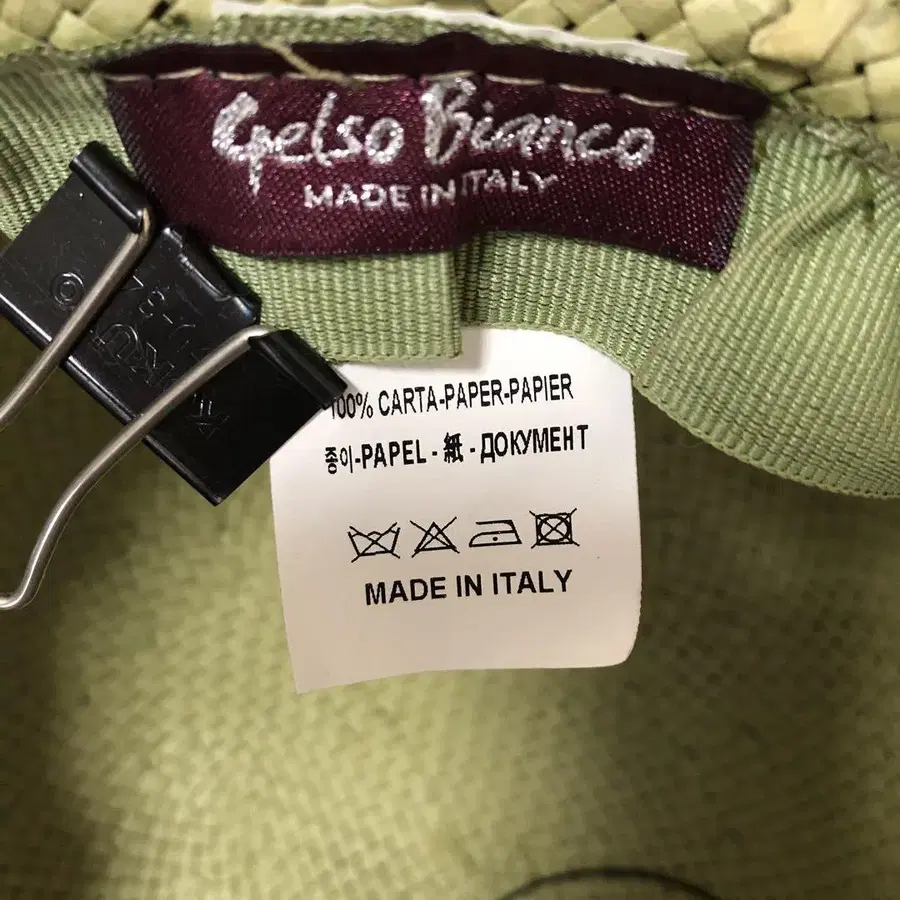 Gelso Bianco
MADE IN ITALY
100% CARTA-PAPER-PAPIER
종이-PAPEL - 紙 - ДОКУМЕНТ
MADE IN ITALY